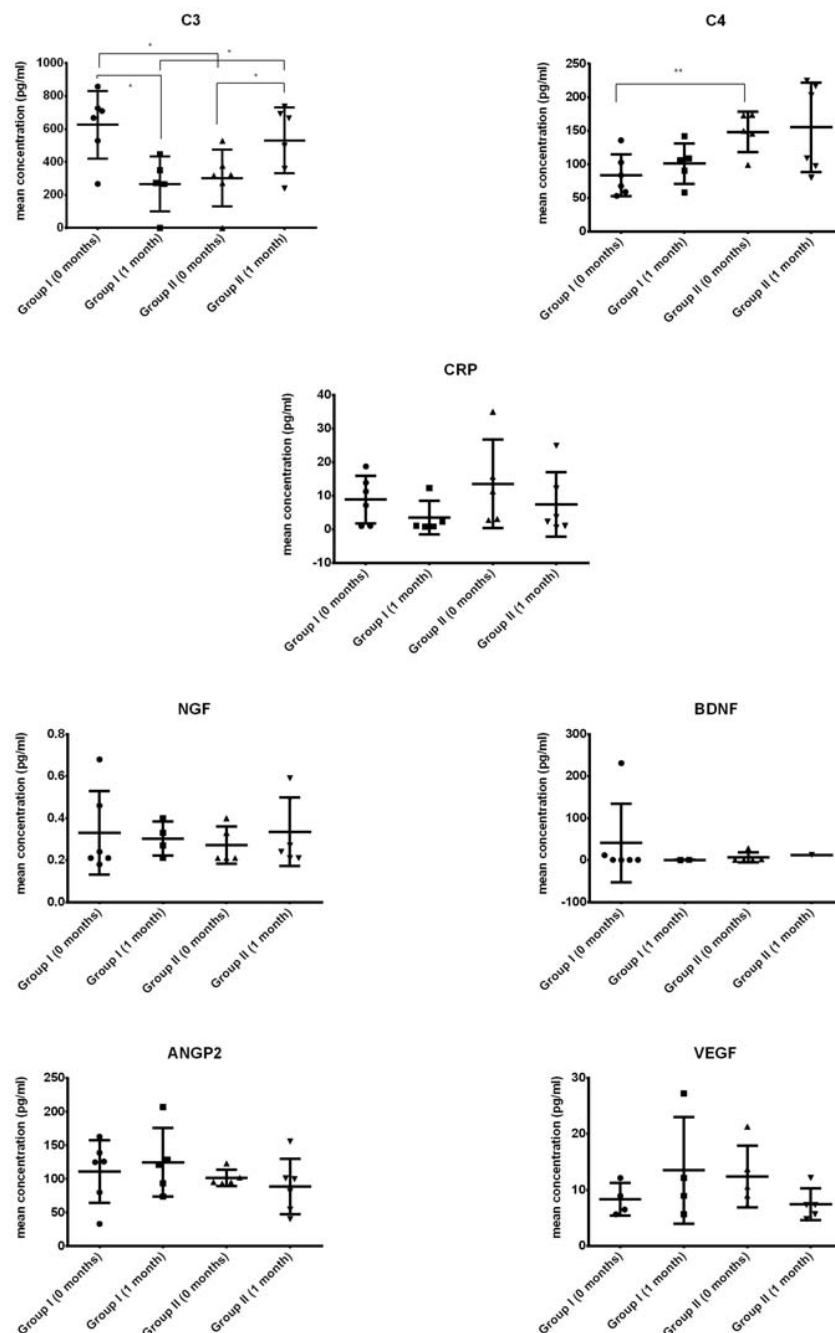 C3
mean concentration (pg/ml)
1000
800
600
400
200
0
*
*
*
*
Group I (0 months)
Group I (1 month)
Group II (0 months)
Group II (1 month)
C4
mean concentration (pg/ml)
250
200
150
100
50
0
**
Group I (0 months)
Group I (1 month)
Group II (0 months)
Group II (1 month)
CRP
mean concentration (pg/ml)
40
30
20
10
0
-10
Group I (0 months)
Group I (1 month)
Group II (0 months)
Group II (1 month)
NGF
mean concentration (pg/ml)
0.8
0.6
0.4
0.2
0.0
Group I (0 months)
Group I (1 month)
Group II (0 months)
Group II (1 month)
BDNF
mean concentration (pg/ml)
300
200
100
0
-100
Group I (0 months)
Group I (1 month)
Group II (0 months)
Group II (1 month)
ANGP2
mean concentration (pg/ml)
250
200
150
100
50
0
Group I (0 months)
Group I (1 month)
Group II (0 months)
Group II (1 month)
VEGF
mean concentration (pg/ml)
30
20
10
0
Group I (0 months)
Group I (1 month)
Group II (0 months)
Group II (1 month)